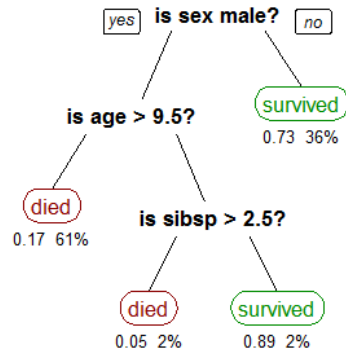 is sex male?
yes
no
is age > 9.5?
survived
0.73 36%
died
0.17 61%
is sibsp > 2.5?
died
survived
0.05 2%
0.89 2%